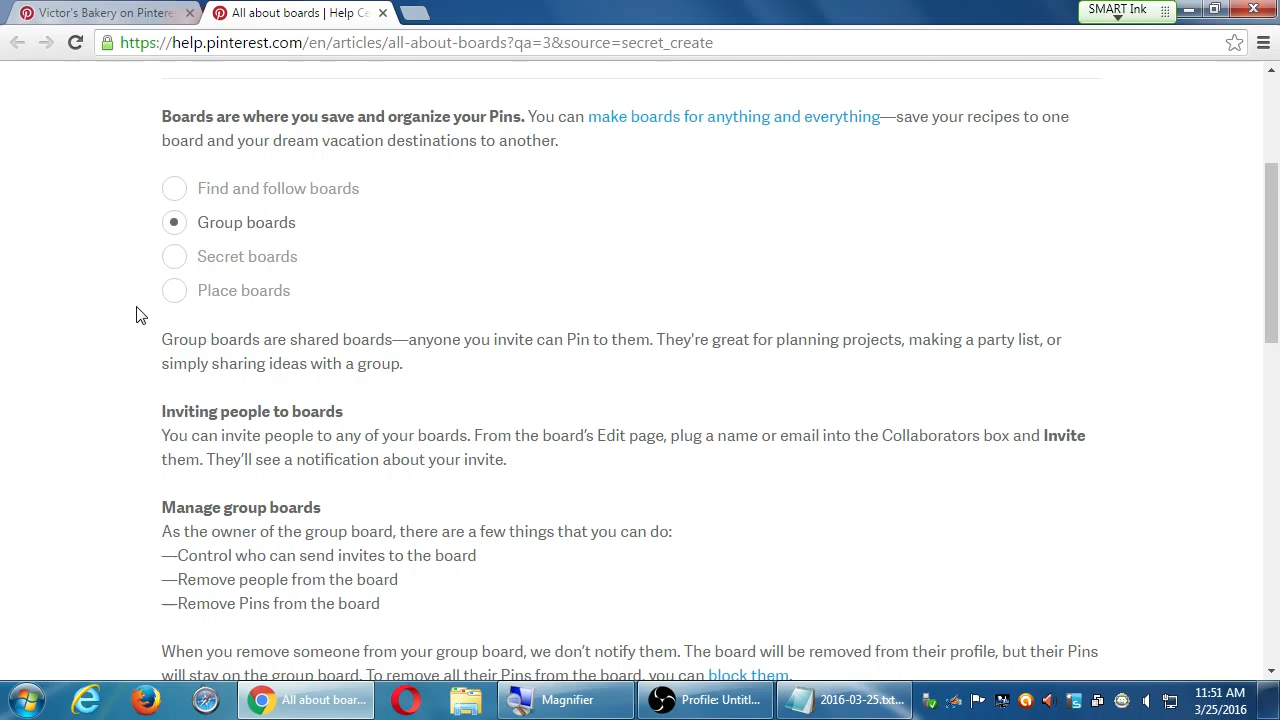 Victor's Bakery on Pintere
All about boards | Help Ce
SMART Ink
https://help.pinterest.com/en/articles/all-about-boards?qa=3&source=secret_create
Boards are where you save and organize your Pins. You can make boards for anything and everything—save your recipes to one
board and your dream vacation destinations to another.
Find and follow boards
Group boards
Secret boards
Place boards
Group boards are shared boards—anyone you invite can Pin to them. They're great for planning projects, making a party list, or
simply sharing ideas with a group.
Inviting people to boards
You can invite people to any of your boards. From the board’s Edit page, plug a name or email into the Collaborators box and Invite
them. They’ll see a notification about your invite.
Manage group boards
As the owner of the group board, there are a few things that you can do:
—Control who can send invites to the board
—Remove people from the board
—Remove Pins from the board
When you remove someone from your group board, we don’t notify them. The board will be removed from their profile, but their Pins
will stay on the group board. To remove all their Pins from the board, you can block them.
All about boar...
Magnifier
Profile: Untitl...
2016-03-25.txt...
11:51 AM
3/25/2016